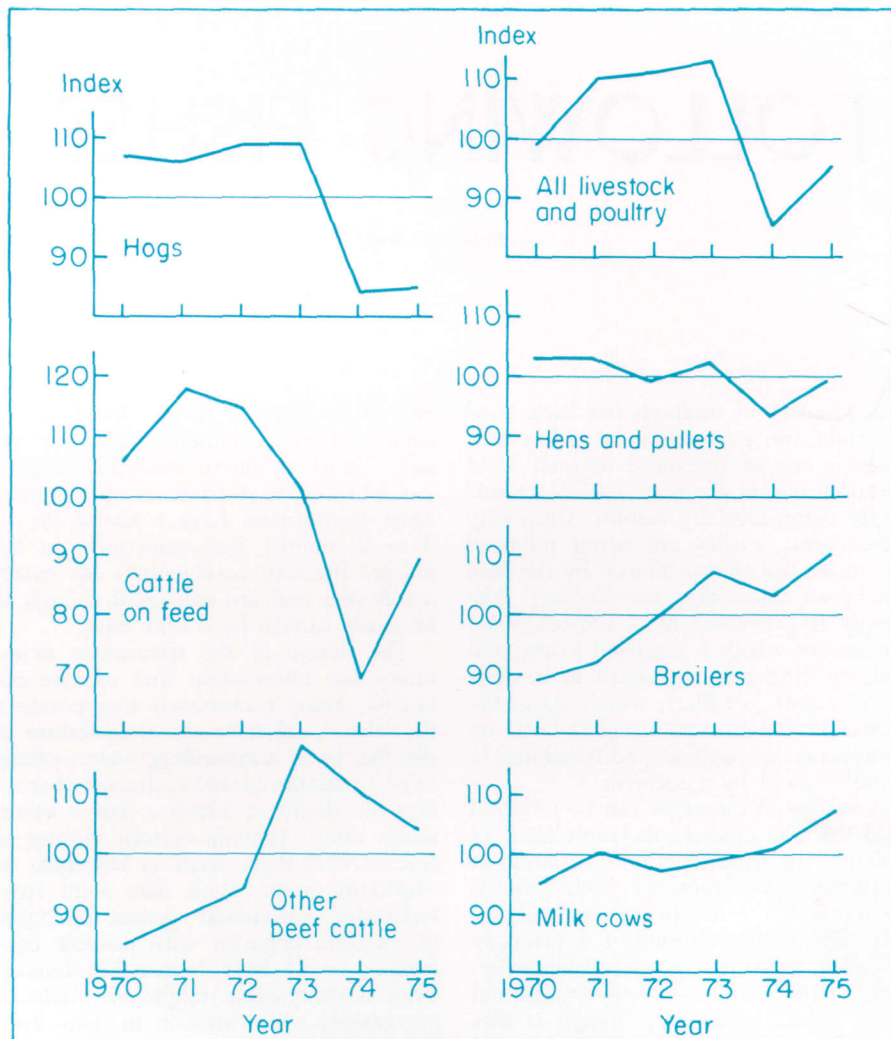 Index
110
100
90
Hogs
120
110
100
90
80
70
Cattle
on feed
110
100
90
Other
beef cattle
1970 71 72 73 74 75
Year
Index
110
100
90
All livestock
and poultry
110
100
90
Hens and pullets
110
100
90
Broilers
110
100
90
Milk cows
1970 71 72 73 74 75
Year